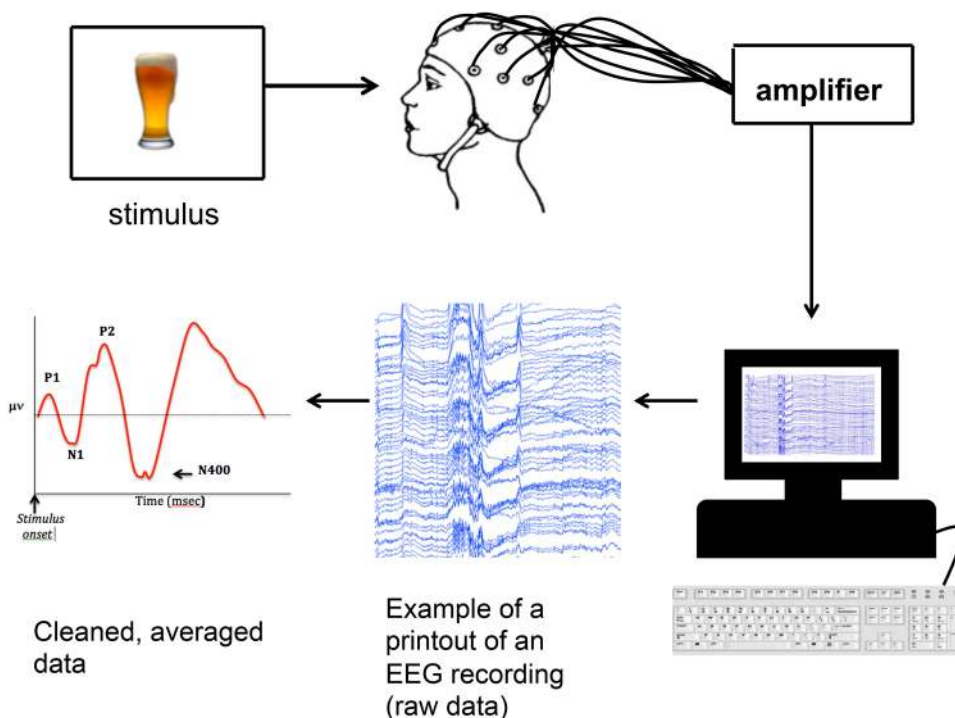 stimulus
amplifier
P1
N1
P2
N400
μv
Time (msec)
Stimulus
onset
Cleaned, averaged
data
Example of a
printout of an
EEG recording
(raw data)